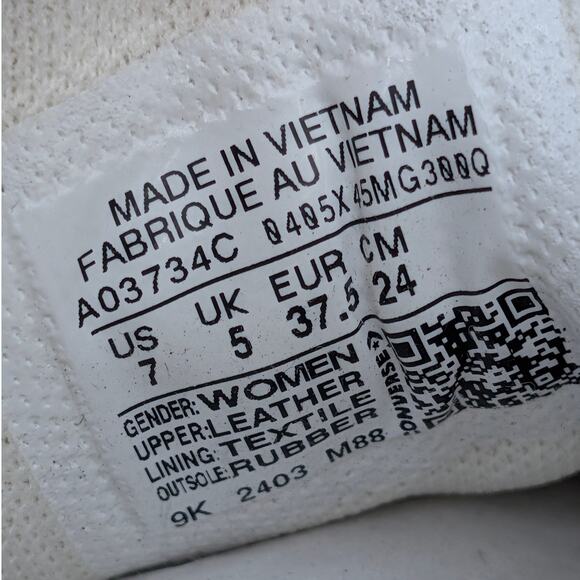 MADE IN VIETNAM
FABRIQUE AU VIETNAM
A03734C 0405X45MG300Q
US UK EUR CM
7 5 37.5 24
GENDER: WOMEN
UPPER: LEATHER
LINING: TEXTILE
OUTSOLE: RUBBER
9K 2403 M88
CONVERSE